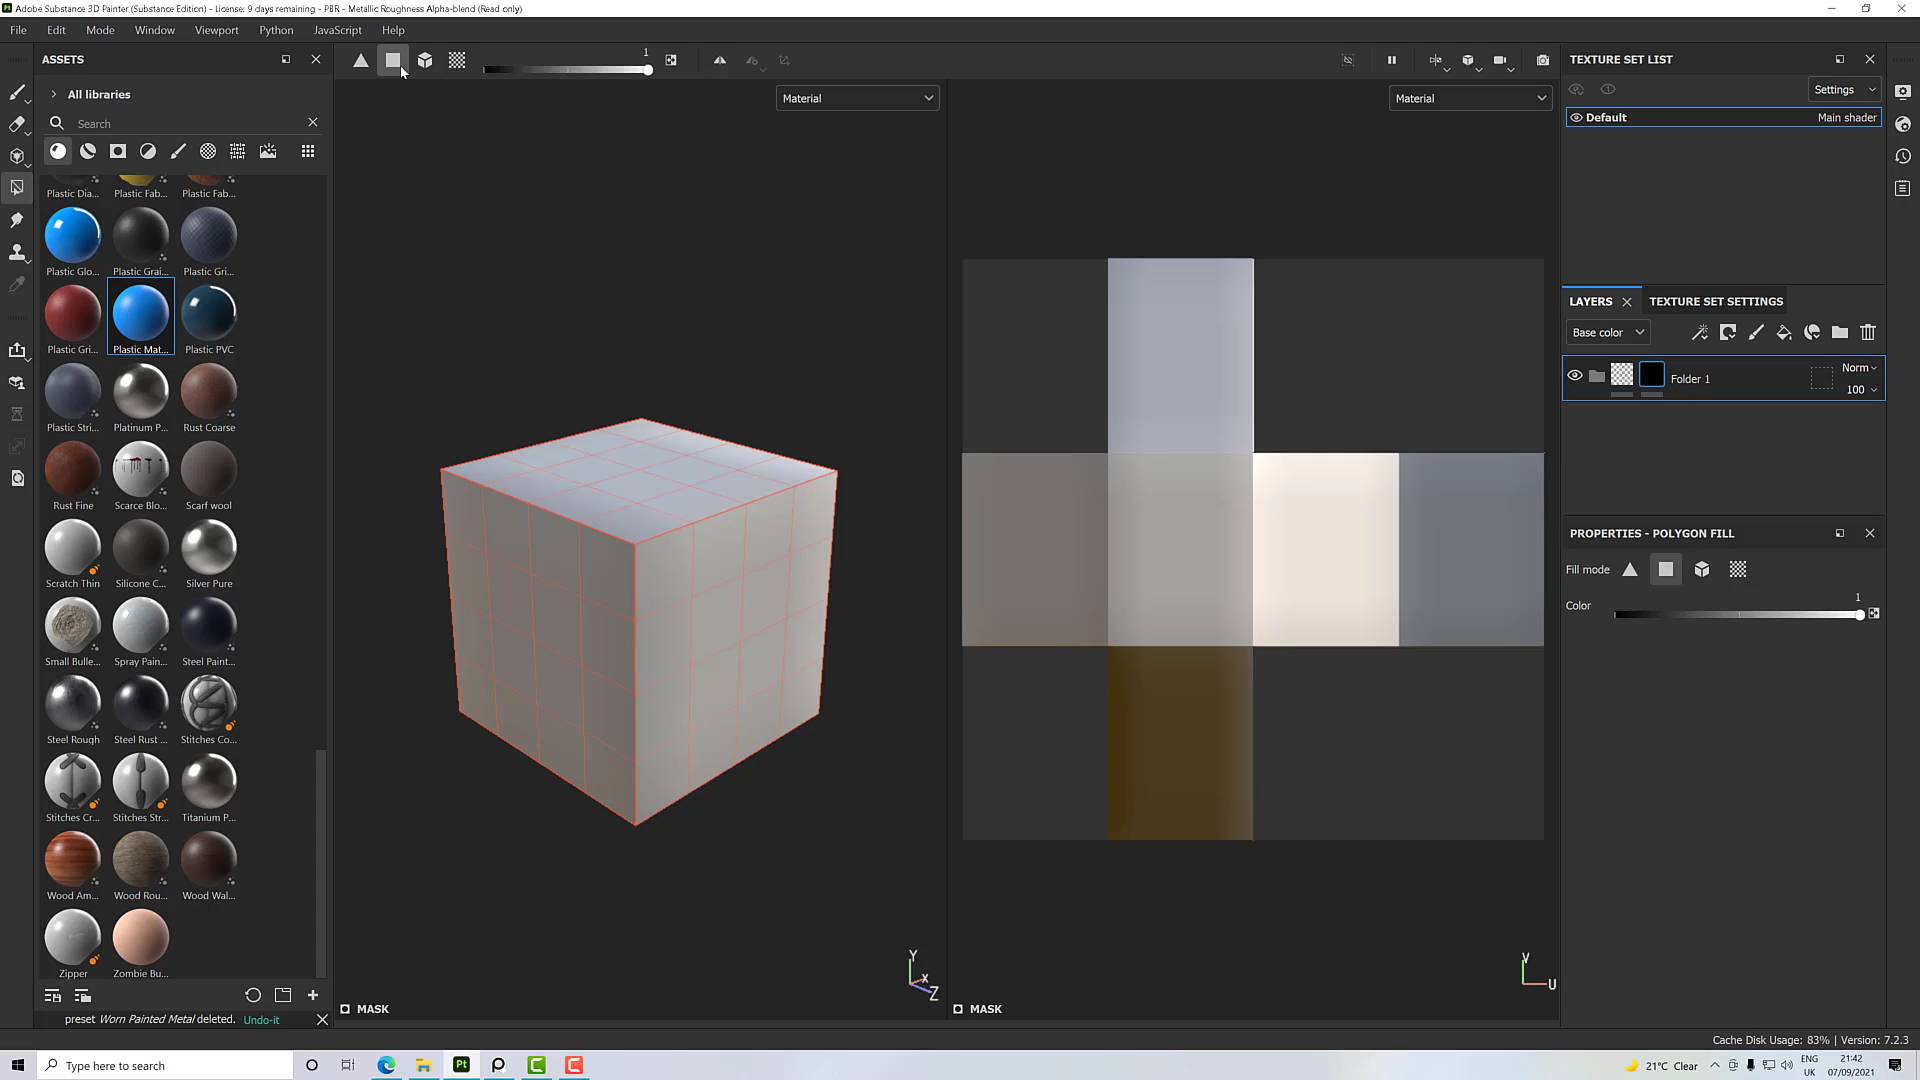 Adobe Substance 3D Painter (Substance Edition) - License: 9 days remaining - PBR - Metallic Roughness Alpha-blend (Read only)
File Edit Mode Window Viewport Python JavaScript Help
ASSETS
All libraries
Search
Plastic Dia... Plastic Fab... Plastic Fab...
Plastic Glo... Plastic Grai... Plastic Gri...
Plastic Gri... Plastic Mat... Plastic PVC
Plastic Stri... Platinum P... Rust Coarse
Rust Fine Scarce Blo... Scarf wool
Scratch Thin Silicone C... Silver Pure
Small Bulle... Spray Pain... Steel Paint...
Steel Rough Steel Rust ... Stitches Co...
Stitches Cr... Stitches Str... Titanium P...
Wood Am... Wood Rou... Wood Wal...
Zipper Zombie Bu...
preset Worn Painted Metal deleted. Undo-it
1
Material
Y
X
Z
MASK
Material
V
U
MASK
TEXTURE SET LIST
Settings
Default Main shader
LAYERS TEXTURE SET SETTINGS
Base color
Folder 1
Norm
100
PROPERTIES - POLYGON FILL
Fill mode
Color
1
Cache Disk Usage: 83% | Version: 7.2.3
Type here to search
Pt
21°C Clear
ENG
UK
21:42
07/09/2021